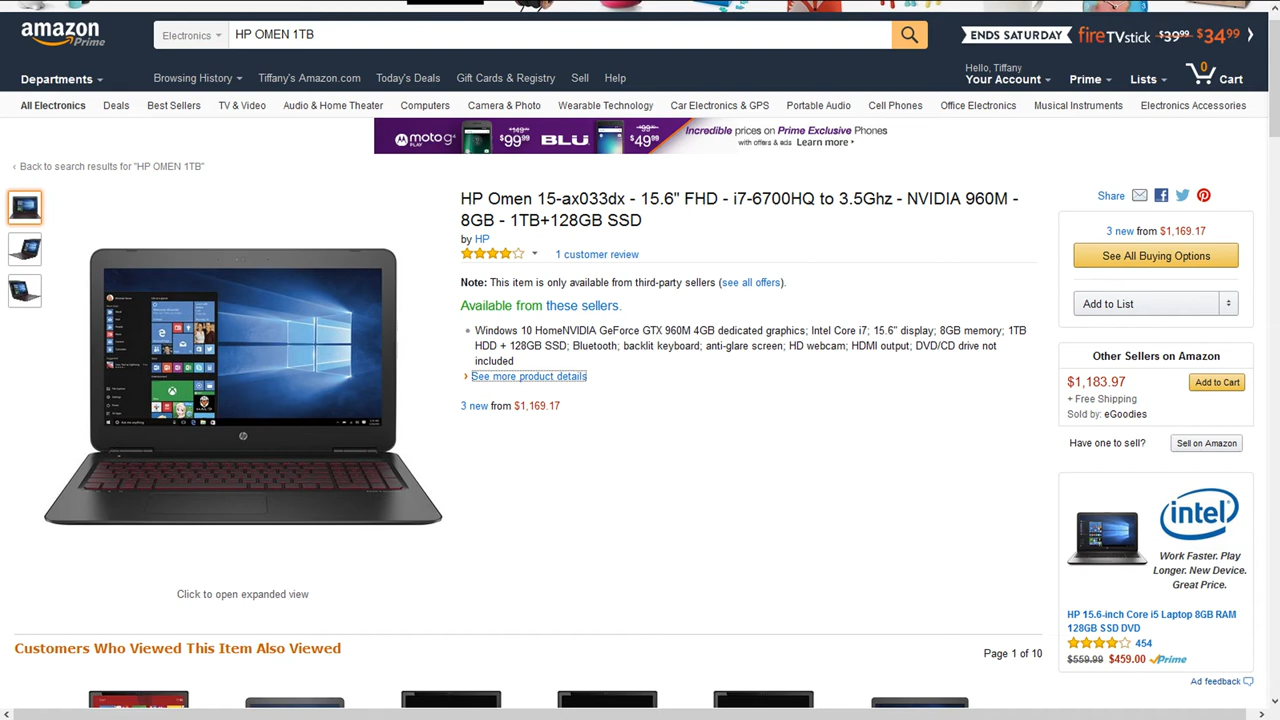 amazon
Prime
Electronics
HP OMEN 1TB
ENDS SATURDAY
fireTVstick $39.99 $34.99
Departments
Browsing History
Tiffany's Amazon.com
Today's Deals
Gift Cards & Registry
Sell
Help
Hello, Tiffany
Your Account
Prime
Lists
0
Cart
All Electronics
Deals
Best Sellers
TV & Video
Audio & Home Theater
Computers
Camera & Photo
Wearable Technology
Car Electronics & GPS
Portable Audio
Cell Phones
Office Electronics
Musical Instruments
Electronics Accessories
moto g4
PLAY
$149.99
$99.99
BLU
$99.99
$49.99
Incredible prices on Prime Exclusive Phones
with offers & ads Learn more ›
‹ Back to search results for "HP OMEN 1TB"
HP Omen 15-ax033dx - 15.6" FHD - i7-6700HQ to 3.5Ghz - NVIDIA 960M -
8GB - 1TB+128GB SSD
by HP
1 customer review
Note: This item is only available from third-party sellers (see all offers).
Available from these sellers.
Windows 10 HomeNVIDIA GeForce GTX 960M 4GB dedicated graphics; Intel Core i7; 15.6" display; 8GB memory; 1TB
HDD + 128GB SSD; Bluetooth; backlit keyboard; anti-glare screen; HD webcam; HDMI output; DVD/CD drive not
included
› See more product details
3 new from $1,169.17
Click to open expanded view
Share
3 new from $1,169.17
See All Buying Options
Add to List
Other Sellers on Amazon
$1,183.97
Add to Cart
+ Free Shipping
Sold by: eGoodies
Have one to sell?
Sell on Amazon
intel
Work Faster. Play
Longer. New Device.
Great Price.
HP 15.6-inch Core i5 Laptop 8GB RAM
128GB SSD DVD
454
$559.99 $459.00 Prime
Ad feedback
Customers Who Viewed This Item Also Viewed
Page 1 of 10